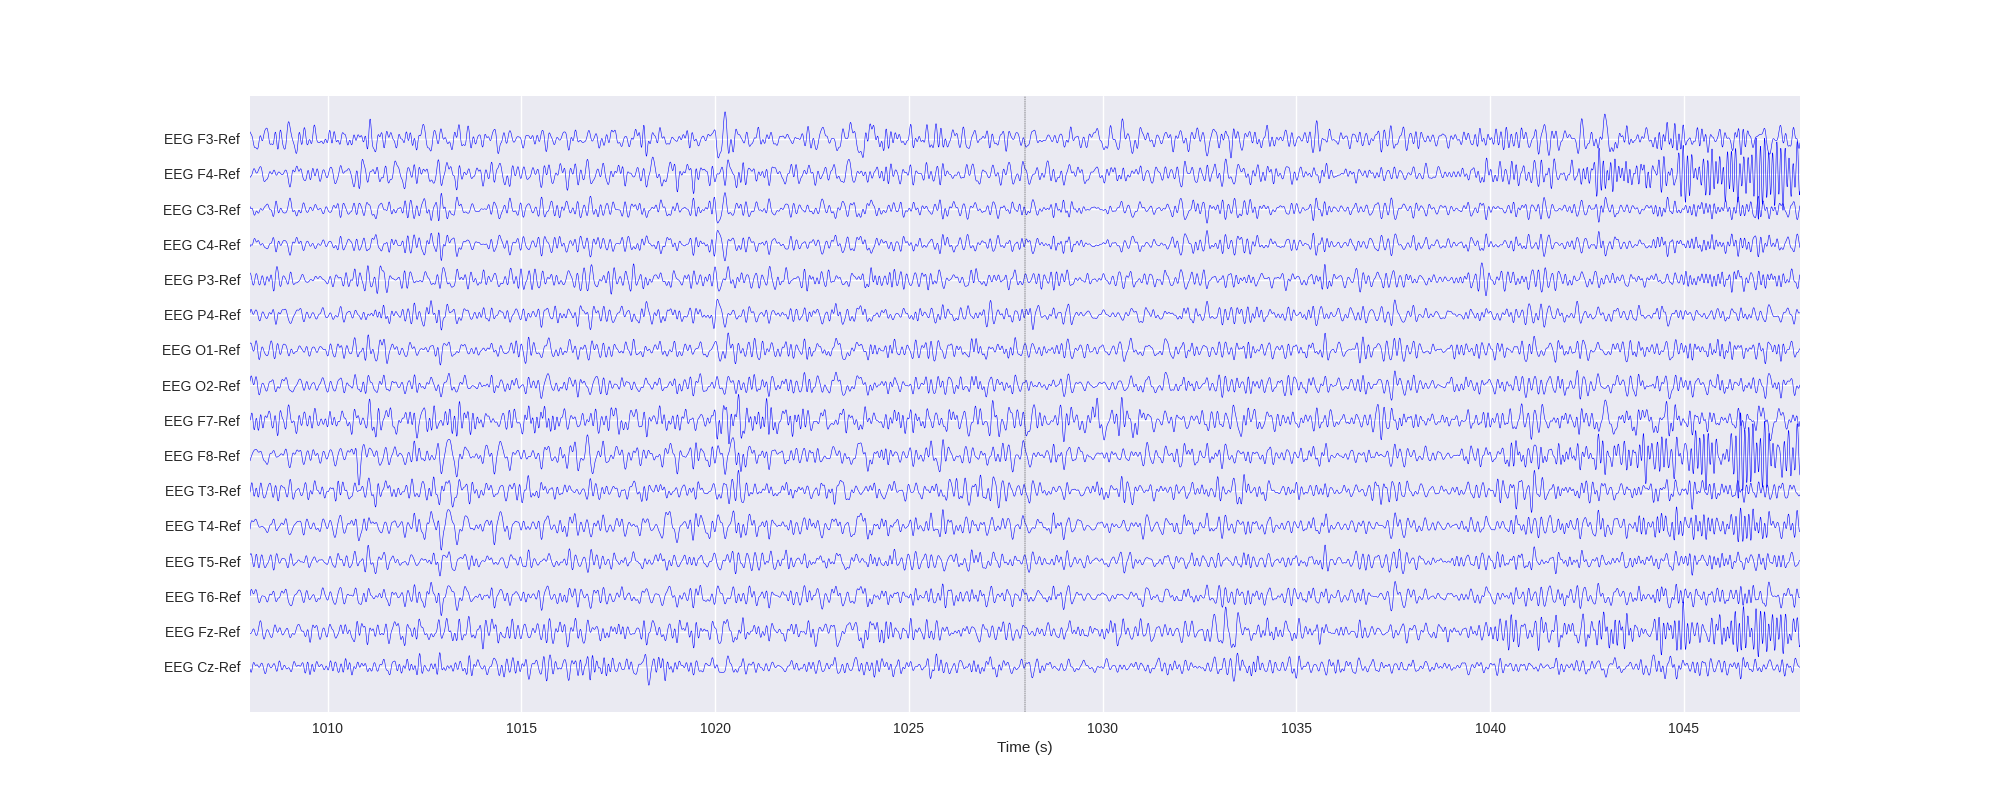 EEG F3-Ref
EEG F4-Ref
EEG C3-Ref
EEG C4-Ref
EEG P3-Ref
EEG P4-Ref
EEG O1-Ref
EEG O2-Ref
EEG F7-Ref
EEG F8-Ref
EEG T3-Ref
EEG T4-Ref
EEG T5-Ref
EEG T6-Ref
EEG Fz-Ref
EEG Cz-Ref
1010 1015 1020 1025 1030 1035 1040 1045
Time (s)